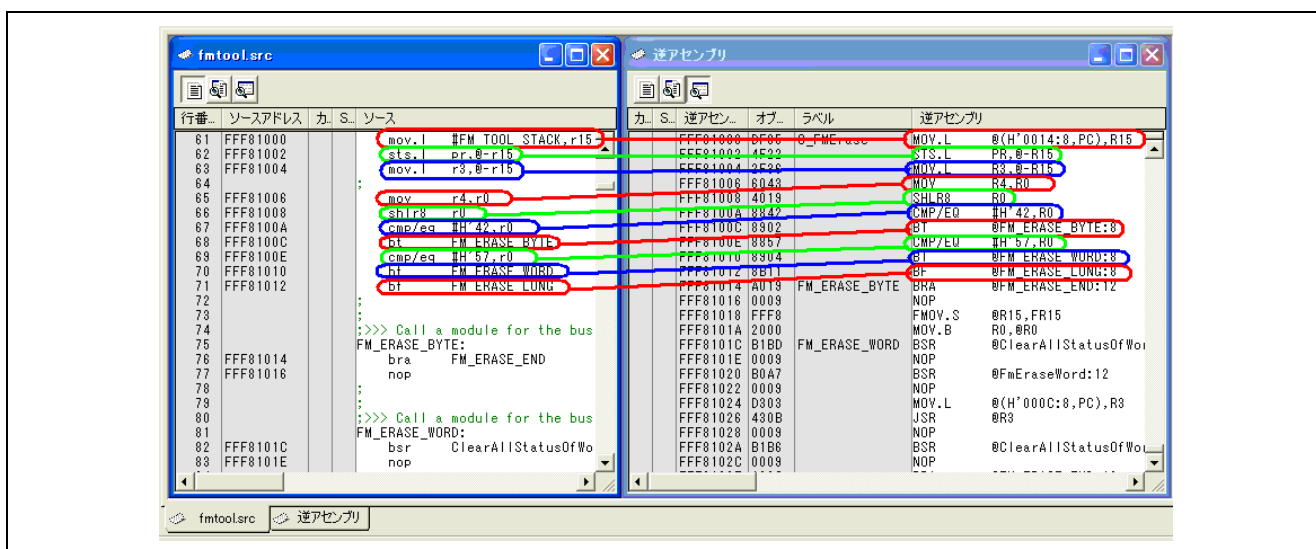 fmtool.src
行番... ソースアドレス カ.. S.. ソース
61 FFF81000 mov.l #FM_TOOL_STACK,r15
62 FFF81002 sts.l pr,@-r15
63 FFF81004 mov.l r3,@-r15
64 ;
65 FFF81006 mov r4,r0
66 FFF81008 shlr8 r0
67 FFF8100A cmp/eq #H'42,r0
68 FFF8100C bt FM_ERASE_BYTE
69 FFF8100E cmp/eq #H'57,r0
70 FFF81010 bt FM_ERASE_WORD
71 FFF81012 bf FM_ERASE_LONG
72 ;
73 ;
74 ;>>> Call a module for the bus
75 FM_ERASE_BYTE:
76 FFF81014 bra FM_ERASE_END
77 FFF81016 nop
78 ;
79 ;
80 ;>>> Call a module for the bus
81 FM_ERASE_WORD:
82 FFF8101C bsr ClearAllStatusOfWo
83 FFF8101E nop
逆アセンブリ
カ.. S.. 逆アセン... オブ... ラベル 逆アセンブリ
FFF81000 MOV.L @(H'0014:8,PC),R15
FFF81002 4F22 STS.L PR,@-R15
FFF81004 2F36 MOV.L R3,@-R15
FFF81006 6043 MOV R4,R0
FFF81008 4019 SHLR8 R0
FFF8100A 8842 CMP/EQ #H'42,R0
FFF8100C 8902 BT @FM_ERASE_BYTE:8
FFF8100E 8857 CMP/EQ #H'57,R0
FFF81010 8904 BT @FM_ERASE_WORD:8
FFF81012 8B11 BF @FM_ERASE_LONG:8
FFF81014 A019 FM_ERASE_BYTE BRA @FM_ERASE_END:12
FFF81016 0009 NOP
FFF81018 FFF8 FMOV.S @R15,FR15
FFF8101A 2000 MOV.B R0,@R0
FFF8101C B1BD FM_ERASE_WORD BSR @ClearAllStatusOfWor
FFF8101E 0009 NOP
FFF81020 B0A7 BSR @FmEraseWord:12
FFF81022 0009 NOP
FFF81024 D303 MOV.L @(H'000C:8,PC),R3
FFF81026 430B JSR @R3
FFF81028 0009 NOP
FFF8102A B1B6 BSR @ClearAllStatusOfWor
FFF8102C 0009 NOP
fmtool.src 逆アセンブリ